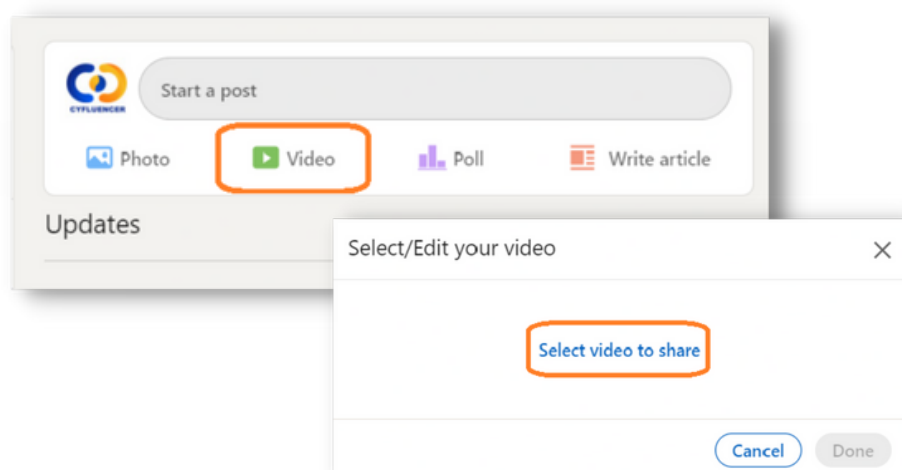 CYFLUENCER
Start a post
Photo
Video
Poll
Write article
Updates
Select/Edit your video
Select video to share
Cancel
Done